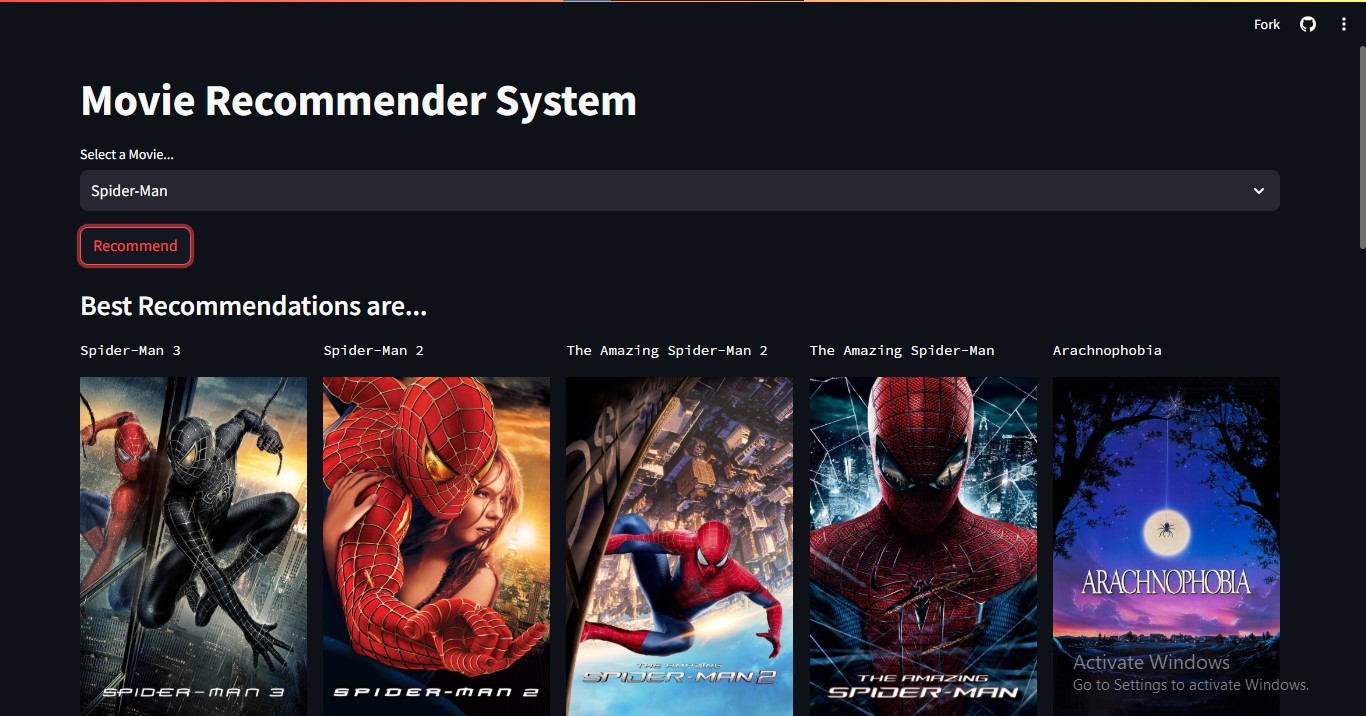 Fork
Movie Recommender System
Select a Movie...
Spider-Man
Recommend
Best Recommendations are...
Spider-Man 3
Spider-Man 2
The Amazing Spider-Man 2
The Amazing Spider-Man
Arachnophobia
SPIDER-MAN 3
SPIDER-MAN 2
THE AMAZING
SPIDER-MAN 2
THE AMAZING
SPIDER-MAN
ARACHNOPHOBIA
Activate Windows
Go to Settings to activate Windows.